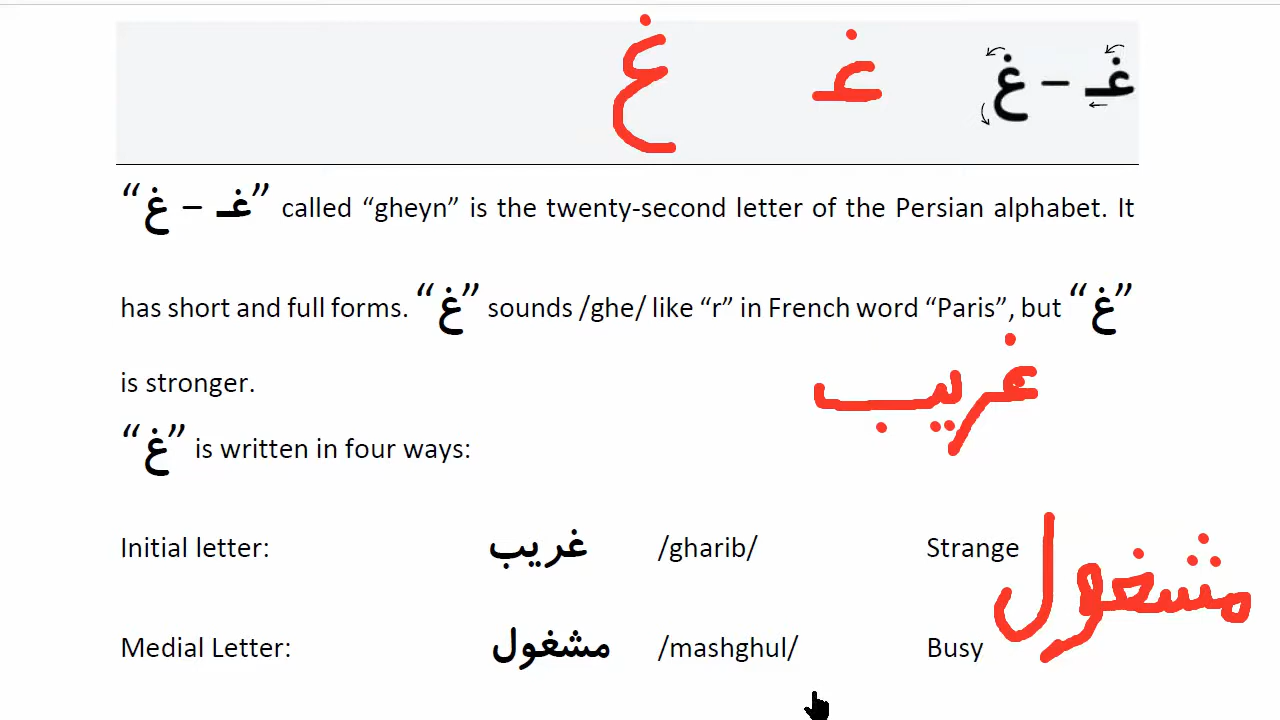 غ غـ غ – غـ
“غ – غـ” called “gheyn” is the twenty-second letter of the Persian alphabet. It
has short and full forms. “غ” sounds /ghe/ like “r” in French word “Paris”, but “غ”
is stronger.
غریب
“غ” is written in four ways:
Initial letter: غریب /gharib/ Strange
مشغول
Medial Letter: مشغول /mashghul/ Busy